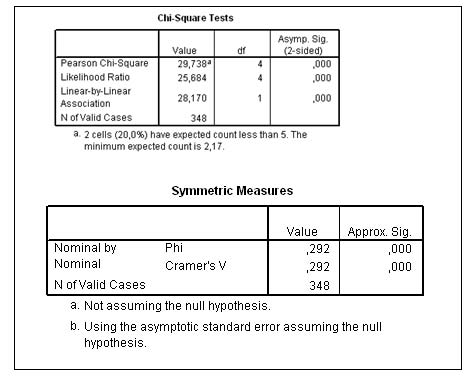 Chi-Square Tests
Value df Asymp. Sig. (2-sided)
Pearson Chi-Square 29,738a 4 ,000
Likelihood Ratio 25,684 4 ,000
Linear-by-Linear Association 28,170 1 ,000
N of Valid Cases 348
a. 2 cells (20,0%) have expected count less than 5. The
minimum expected count is 2,17.
Symmetric Measures
Value Approx. Sig.
Nominal by Nominal Phi ,292 ,000
Cramer's V ,292 ,000
N of Valid Cases 348
a. Not assuming the null hypothesis.
b. Using the asymptotic standard error assuming the null
hypothesis.